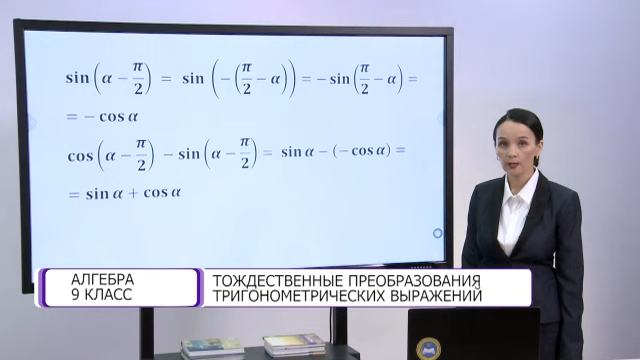 sin(α − π/2) = sin(−(π/2 − α)) = −sin(π/2 − α) =
= − cos α
cos(α − π/2) − sin(α − π/2) = sin α − (− cos α) =
= sin α + cos α
АЛГЕБРА
9 КЛАСС
ТОЖДЕСТВЕННЫЕ ПРЕОБРАЗОВАНИЯ
ТРИГОНОМЕТРИЧЕСКИХ ВЫРАЖЕНИЙ